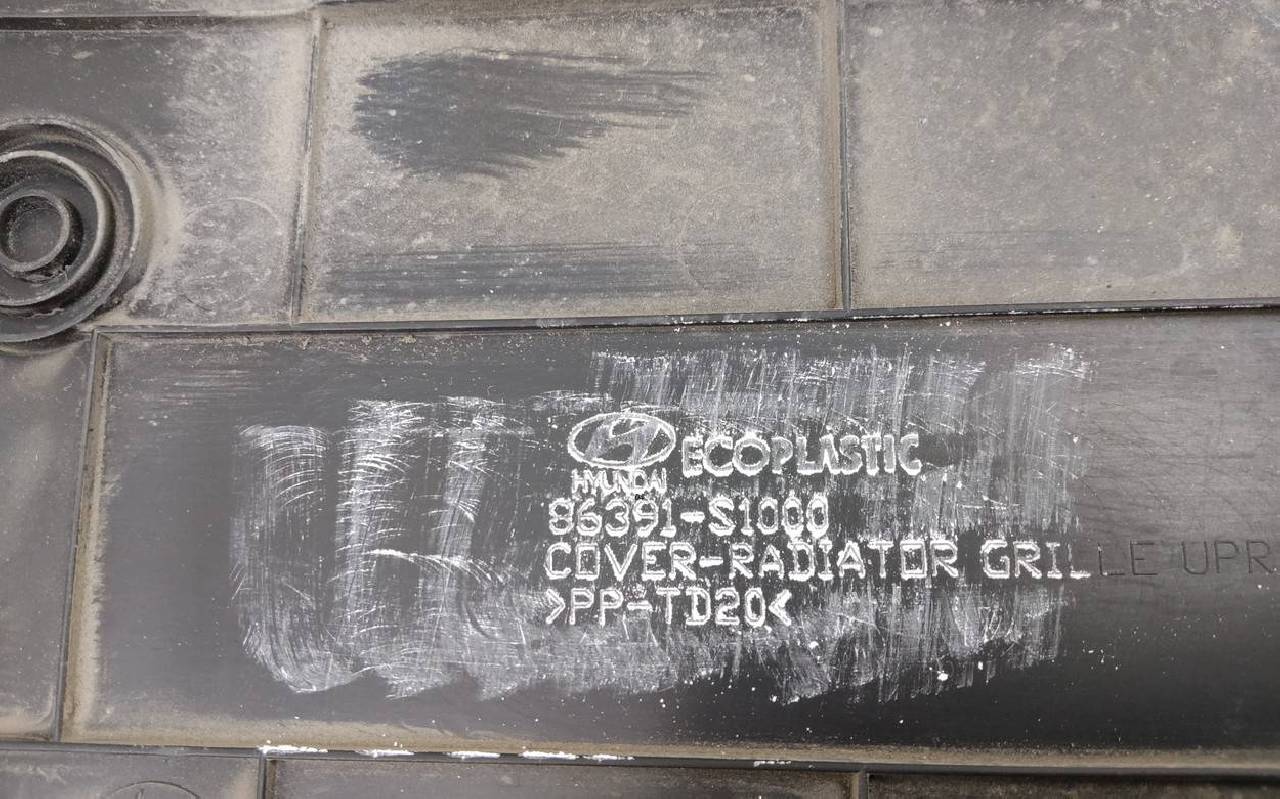 ECOPLASTIC
HYUNDAI
86391-S1000
COVER-RADIATOR GRILLE UPR
>PP-TD20<